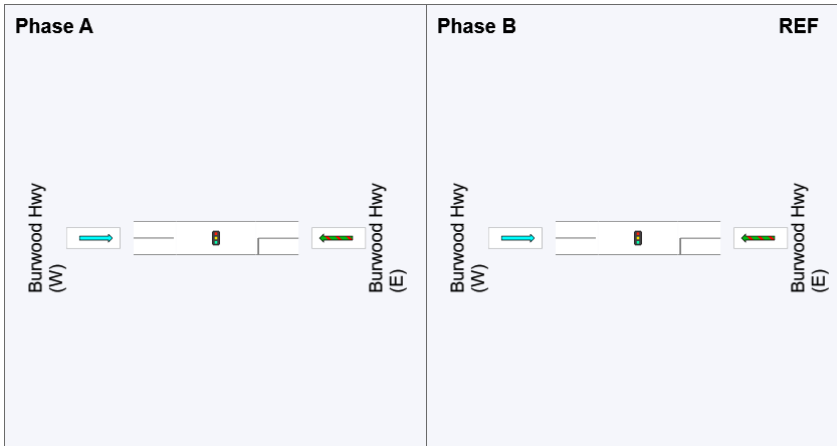 Phase A
Burwood Hwy
(W)
Burwood Hwy
(E)
Phase B
REF
Burwood Hwy
(W)
Burwood Hwy
(E)